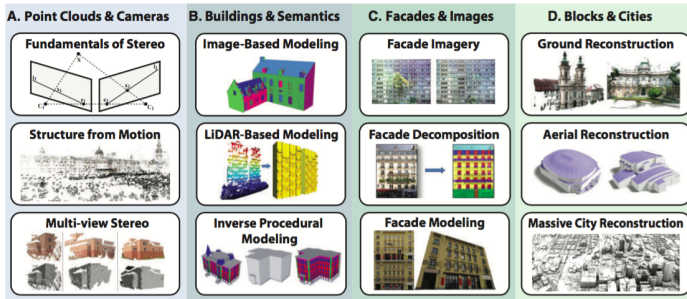 A. Point Clouds & Cameras
Fundamentals of Stereo
Structure from Motion
Multi-view Stereo
B. Buildings & Semantics
Image-Based Modeling
LiDAR-Based Modeling
Inverse Procedural
Modeling
C. Facades & Images
Facade Imagery
Facade Decomposition
Facade Modeling
D. Blocks & Cities
Ground Reconstruction
Aerial Reconstruction
Massive City Reconstruction